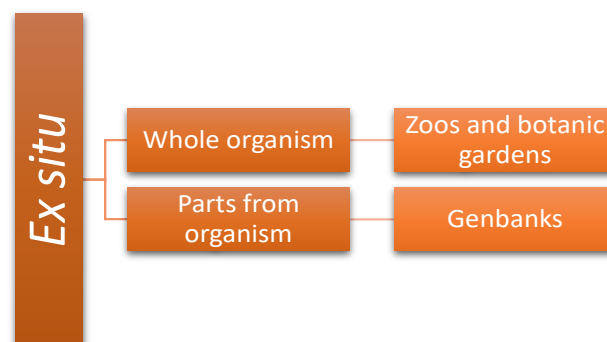 Ex situ
Whole organism
Zoos and botanic
gardens
Parts from
organism
Genbanks